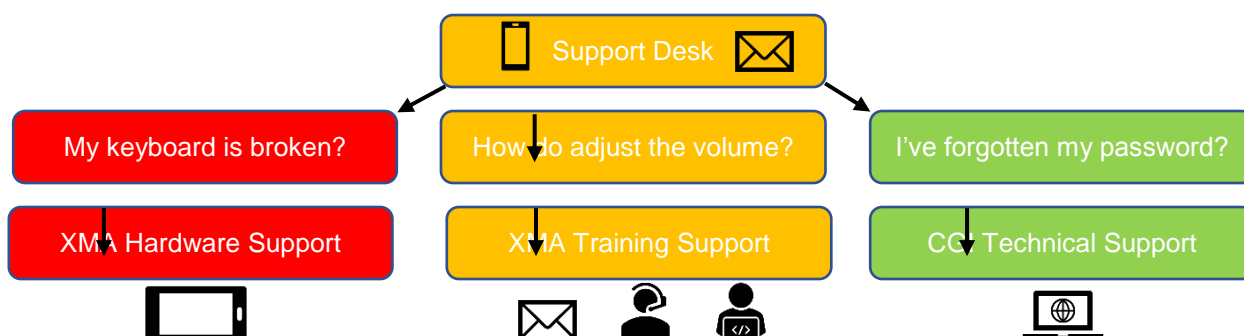 Support Desk
My keyboard is broken?
How do adjust the volume?
I've forgotten my password?
XMA Hardware Support
XMA Training Support
CGI Technical Support